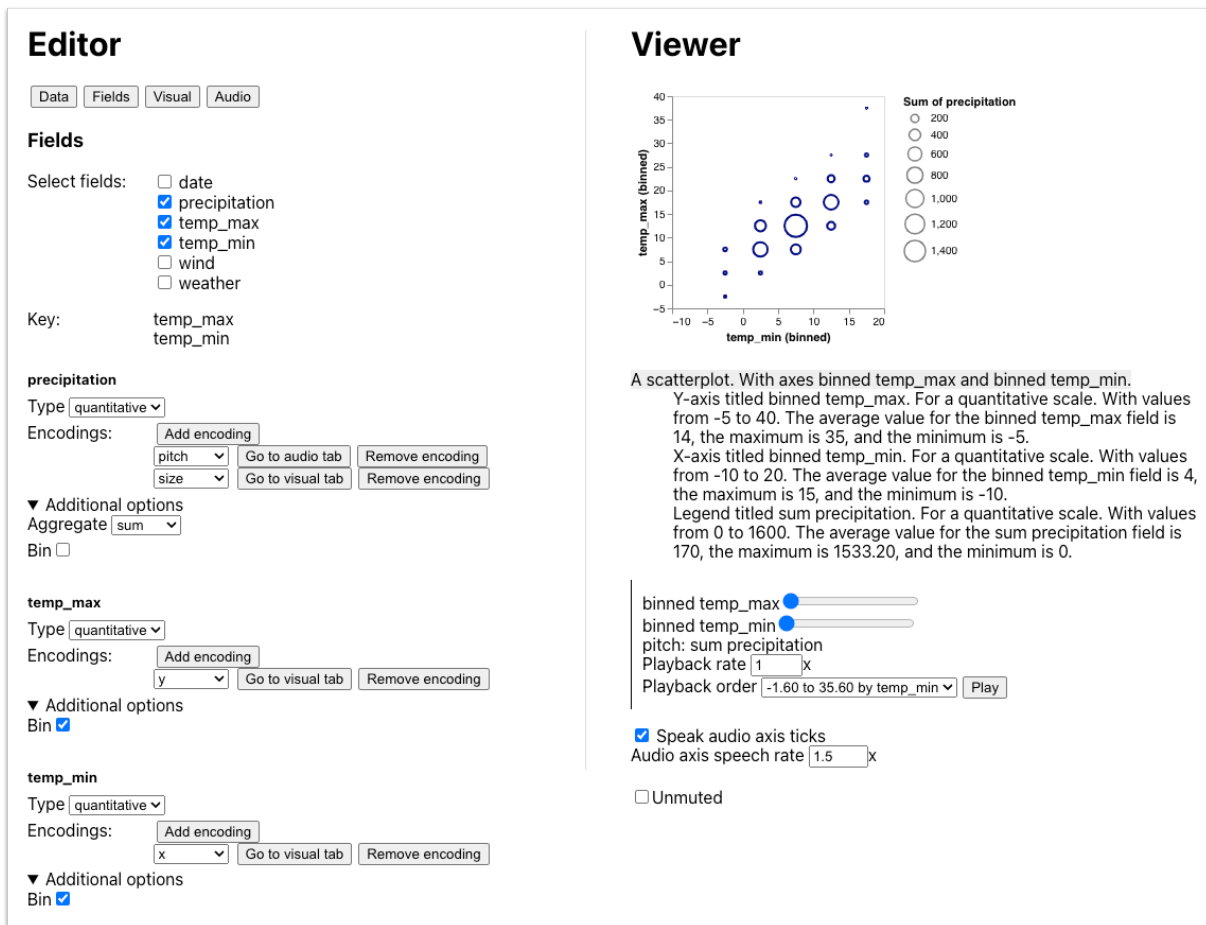 Editor
Data Fields Visual Audio
Fields
Select fields: date
precipitation
temp_max
temp_min
wind
weather
Key: temp_max
temp_min
precipitation
Type quantitative
Encodings: Add encoding
pitch Go to audio tab Remove encoding
size Go to visual tab Remove encoding
▼ Additional options
Aggregate sum
Bin
temp_max
Type quantitative
Encodings: Add encoding
y Go to visual tab Remove encoding
▼ Additional options
Bin
temp_min
Type quantitative
Encodings: Add encoding
x Go to visual tab Remove encoding
▼ Additional options
Bin
Viewer
40
35
30
25
20
15
10
5
0
−5
temp_max (binned)
−10 −5 0 5 10 15 20
temp_min (binned)
Sum of precipitation
200
400
600
800
1,000
1,200
1,400
A scatterplot. With axes binned temp_max and binned temp_min.
Y-axis titled binned temp_max. For a quantitative scale. With values
from -5 to 40. The average value for the binned temp_max field is
14, the maximum is 35, and the minimum is -5.
X-axis titled binned temp_min. For a quantitative scale. With values
from -10 to 20. The average value for the binned temp_min field is 4,
the maximum is 15, and the minimum is -10.
Legend titled sum precipitation. For a quantitative scale. With values
from 0 to 1600. The average value for the sum precipitation field is
170, the maximum is 1533.20, and the minimum is 0.
binned temp_max
binned temp_min
pitch: sum precipitation
Playback rate 1 x
Playback order -1.60 to 35.60 by temp_min Play
Speak audio axis ticks
Audio axis speech rate 1.5 x
Unmuted